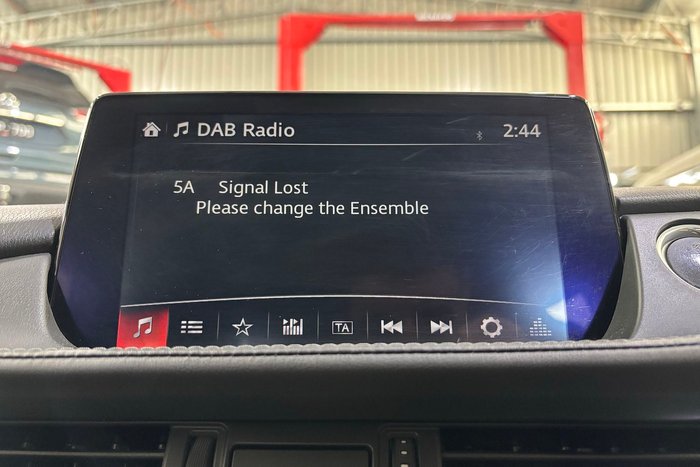 DAB Radio
2:44
5A Signal Lost
Please change the Ensemble
TA